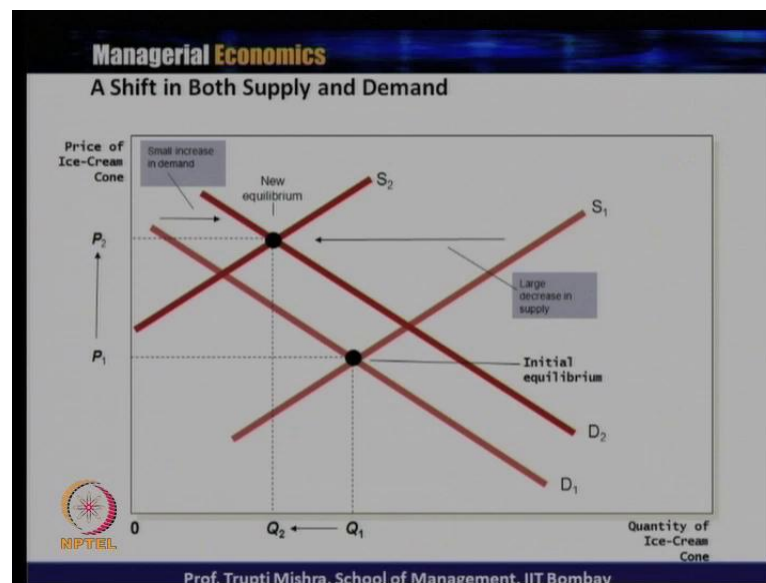 Managerial Economics
A Shift in Both Supply and Demand
Price of
Ice-Cream
Cone
Small increase
in demand
New
equilibrium
S2
S1
P2
Large
decrease in
supply
P1
Initial
equilibrium
D2
D1
NPTEL
0
Q2
Q1
Quantity of
Ice-Cream
Cone
Prof. Trupti Mishra, School of Management, IIT Bombay